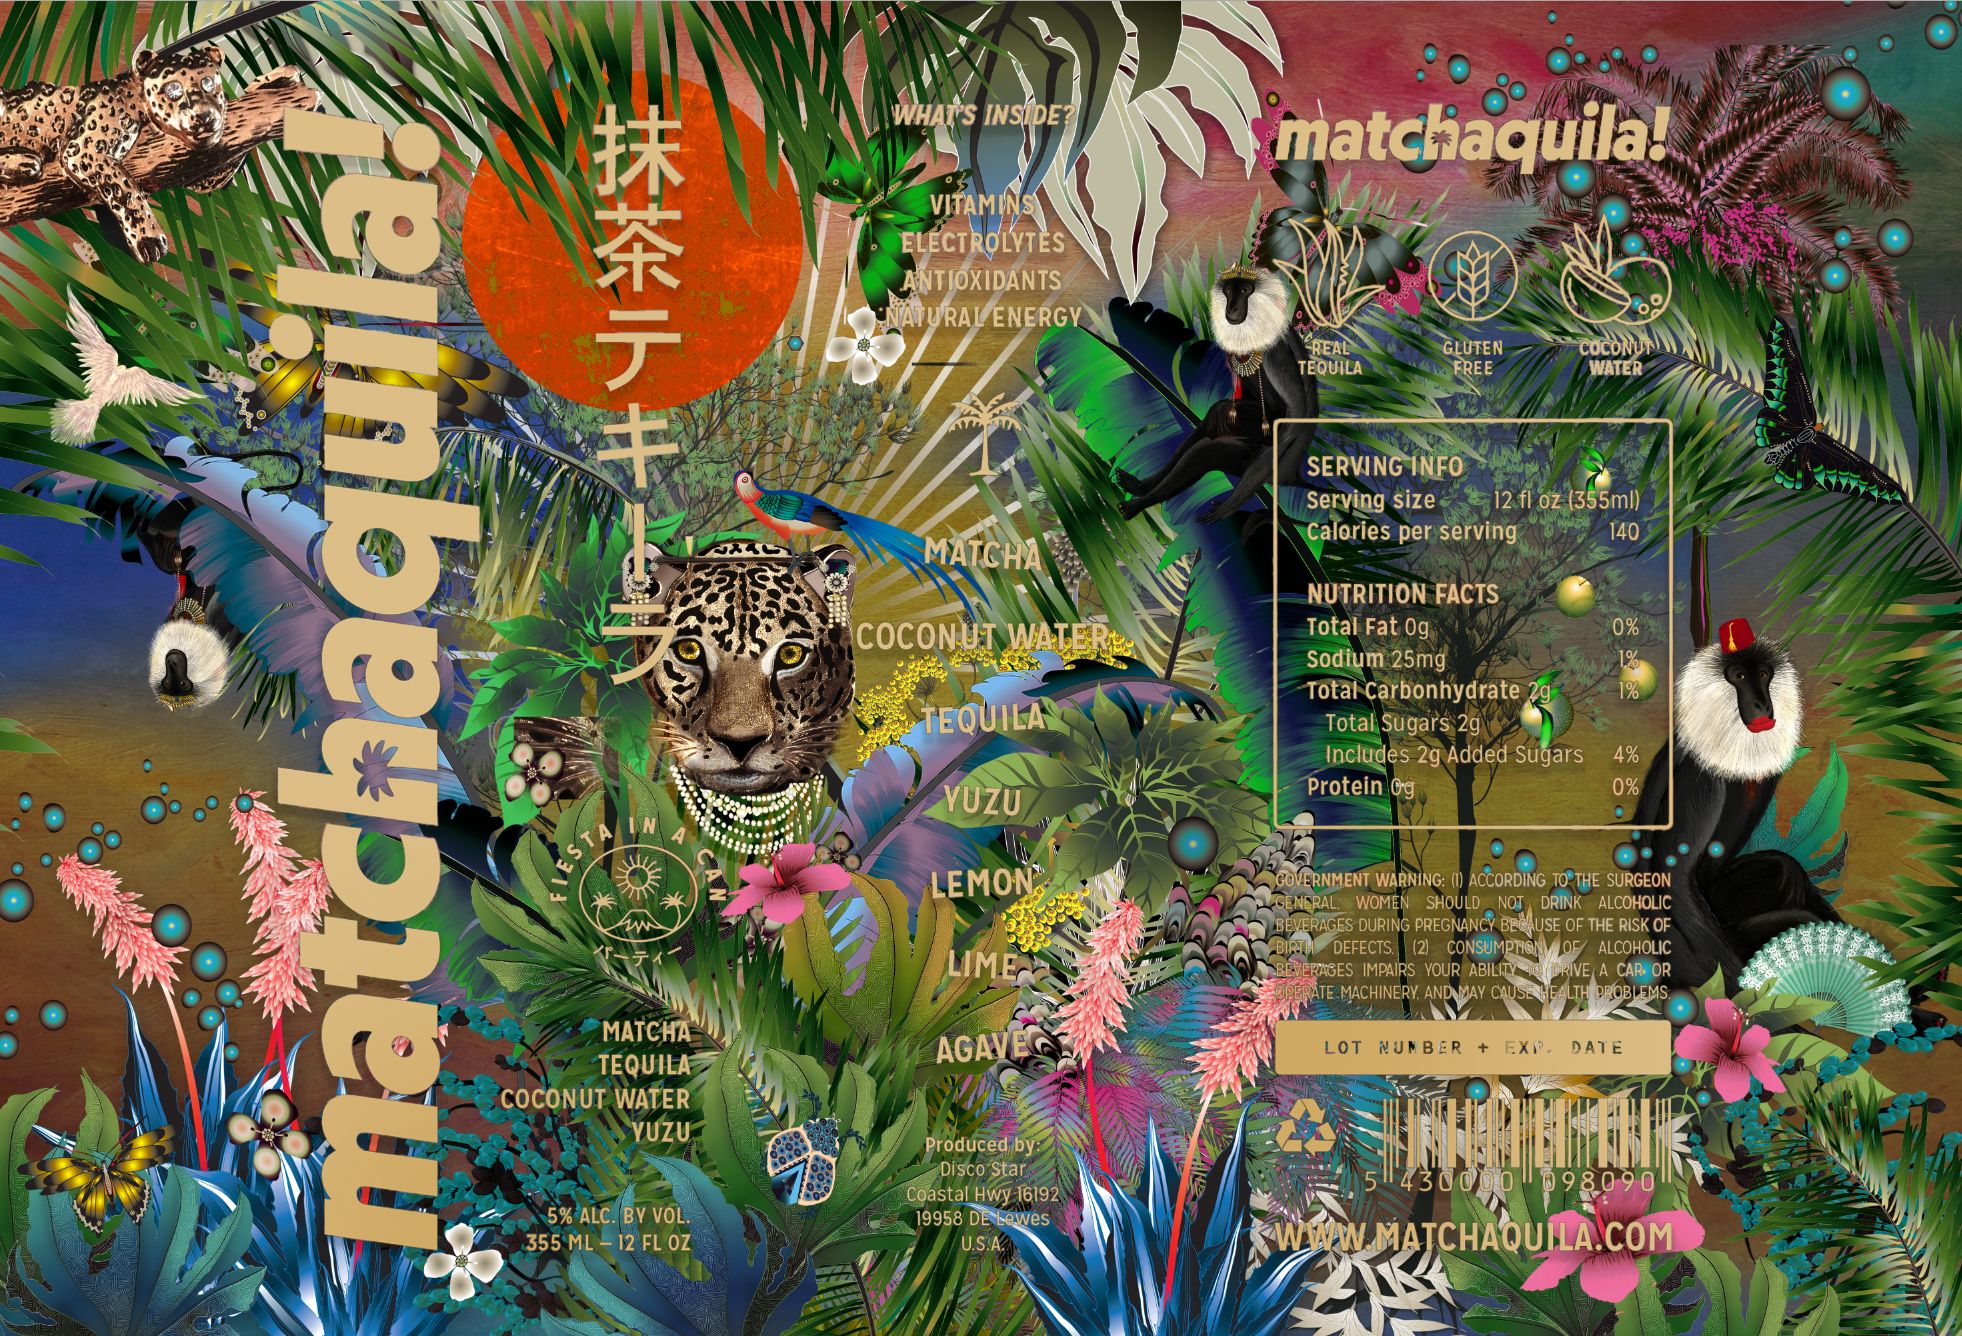 matchaquila!
抹茶テキーラ
FIESTA IN A CAN
パーティー
MATCHA
TEQUILA
COCONUT WATER
YUZU
5% ALC. BY VOL.
355 ML – 12 FL OZ
WHAT'S INSIDE?
VITAMINS
ELECTROLYTES
ANTIOXIDANTS
NATURAL ENERGY
MATCHA
COCONUT WATER
TEQUILA
YUZU
LEMON
LIME
AGAVE
Produced by:
Disco Star
Coastal Hwy 16192
19958 DE Lewes
U.S.A.
matchaquila!
REAL TEQUILA
GLUTEN FREE
COCONUT WATER
SERVING INFO
Serving size 12 fl oz (355ml)
Calories per serving 140
NUTRITION FACTS
Total Fat 0g 0%
Sodium 25mg 1%
Total Carbonhydrate 2g 1%
Total Sugars 2g
Includes 2g Added Sugars 4%
Protein 0g 0%
GOVERNMENT WARNING: (1) ACCORDING TO THE SURGEON
GENERAL, WOMEN SHOULD NOT DRINK ALCOHOLIC
BEVERAGES DURING PREGNANCY BECAUSE OF THE RISK OF
BIRTH DEFECTS. (2) CONSUMPTION OF ALCOHOLIC
BEVERAGES IMPAIRS YOUR ABILITY TO DRIVE A CAR OR
OPERATE MACHINERY, AND MAY CAUSE HEALTH PROBLEMS.
LOT NUMBER + EXP. DATE
5 430000 098090
WWW.MATCHAQUILA.COM